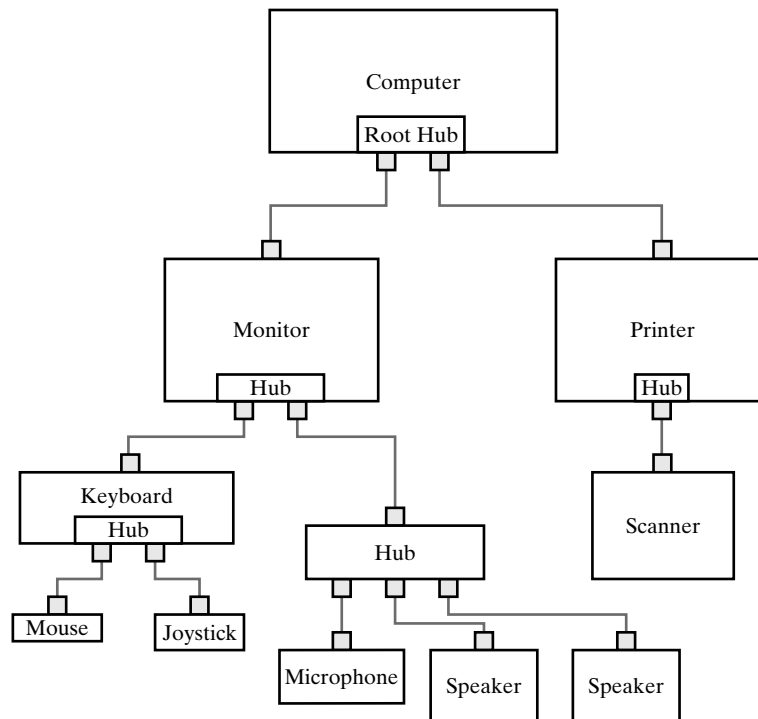 Computer
Root Hub
Monitor
Printer
Hub
Hub
Keyboard
Hub
Hub
Scanner
Mouse
Joystick
Microphone
Speaker
Speaker